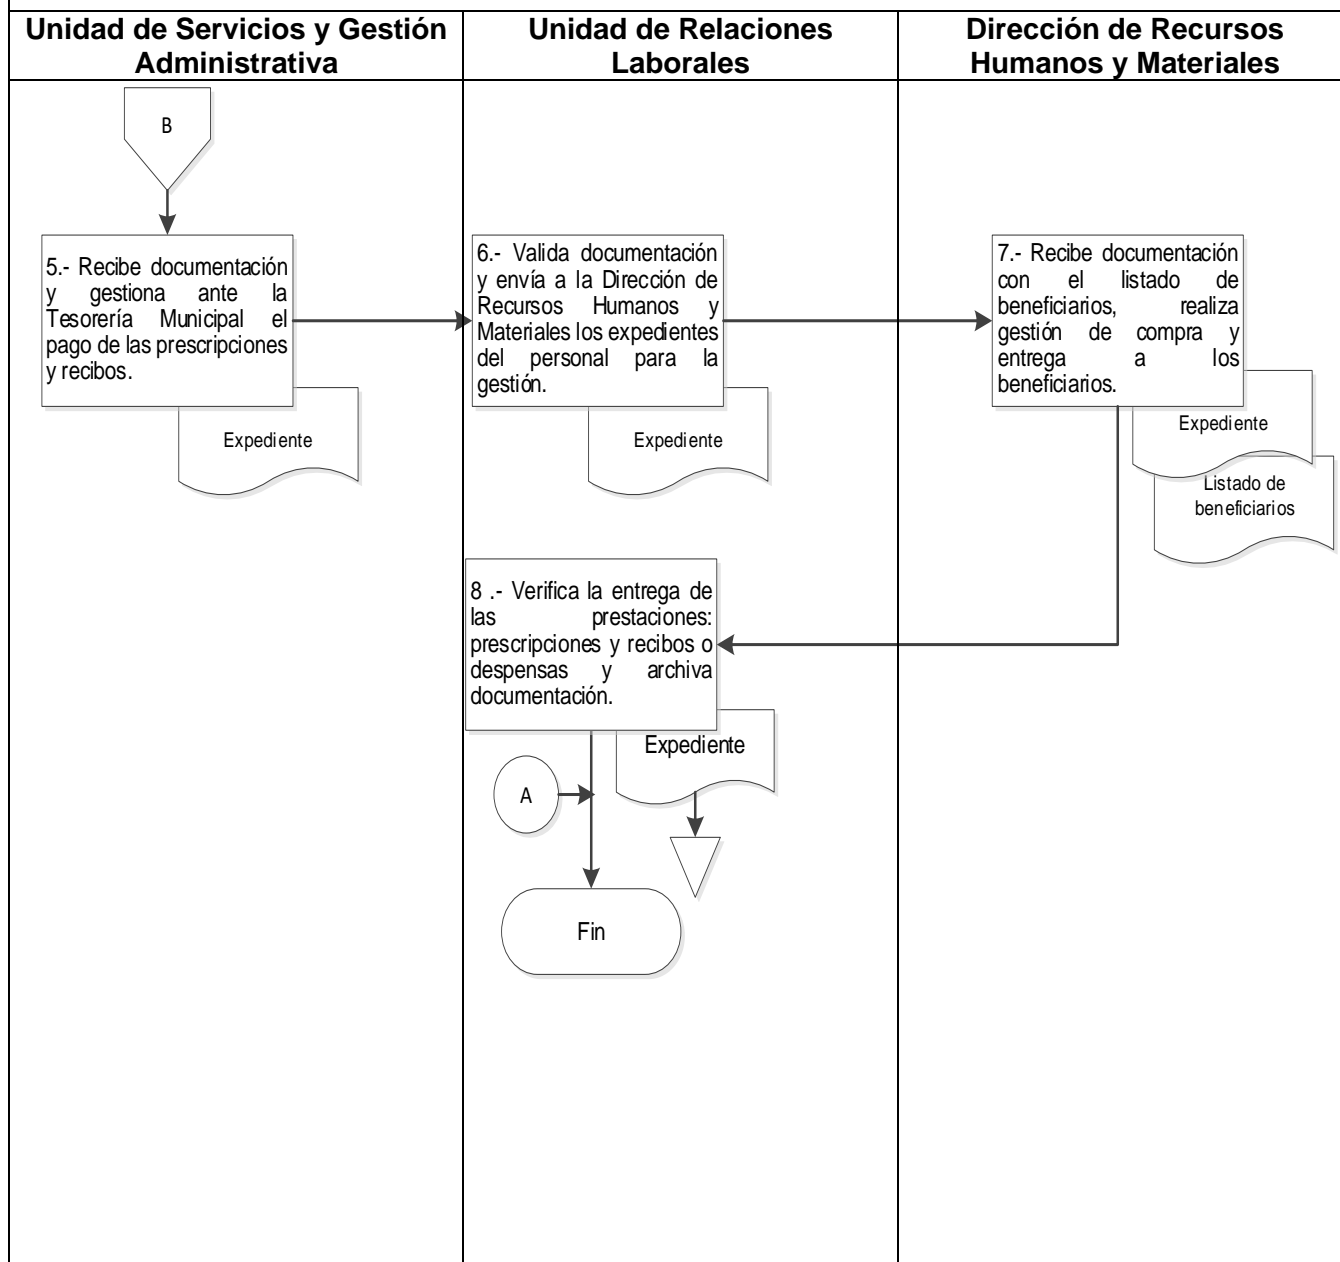 Unidad de Servicios y Gestión
Administrativa
Unidad de Relaciones
Laborales
Dirección de Recursos
Humanos y Materiales
B
5.- Recibe documentación
y gestiona ante la
Tesorería Municipal el
pago de las prescripciones
y recibos.
Expediente
6.- Valida documentación
y envía a la Dirección de
Recursos Humanos y
Materiales los expedientes
del personal para la
gestión.
Expediente
7.- Recibe documentación
con el listado de
beneficiarios, realiza
gestión de compra y
entrega a los
beneficiarios.
Expediente
Listado de
beneficiarios
8 .- Verifica la entrega de
las prestaciones:
prescripciones y recibos o
despensas y archiva
documentación.
Expediente
A
Fin